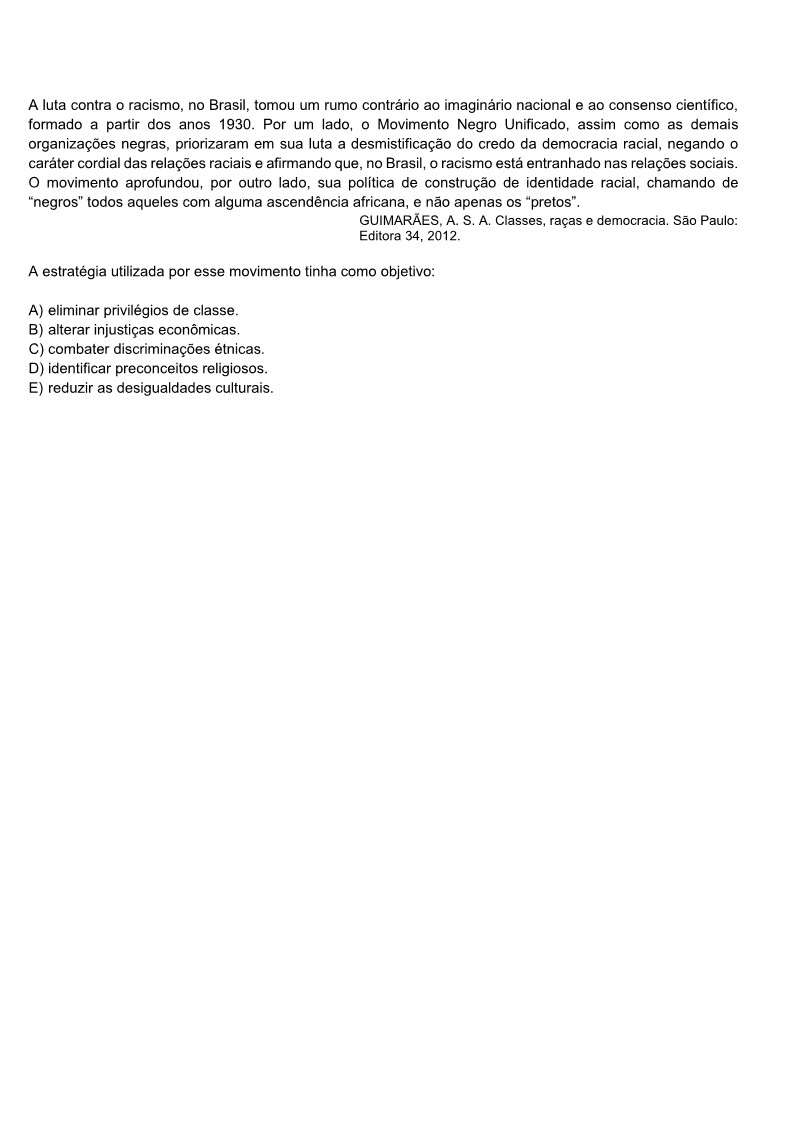 A luta contra o racismo, no Brasil, tomou um rumo contrário ao imaginário nacional e ao consenso científico,
formado a partir dos anos 1930. Por um lado, o Movimento Negro Unificado, assim como as demais
organizações negras, priorizaram em sua luta a desmistificação do credo da democracia racial, negando o
caráter cordial das relações raciais e afirmando que, no Brasil, o racismo está entranhado nas relações sociais.
O movimento aprofundou, por outro lado, sua política de construção de identidade racial, chamando de
“negros” todos aqueles com alguma ascendência africana, e não apenas os “pretos”.
GUIMARÃES, A. S. A. Classes, raças e democracia. São Paulo:
Editora 34, 2012.
A estratégia utilizada por esse movimento tinha como objetivo:
A) eliminar privilégios de classe.
B) alterar injustiças econômicas.
C) combater discriminações étnicas.
D) identificar preconceitos religiosos.
E) reduzir as desigualdades culturais.